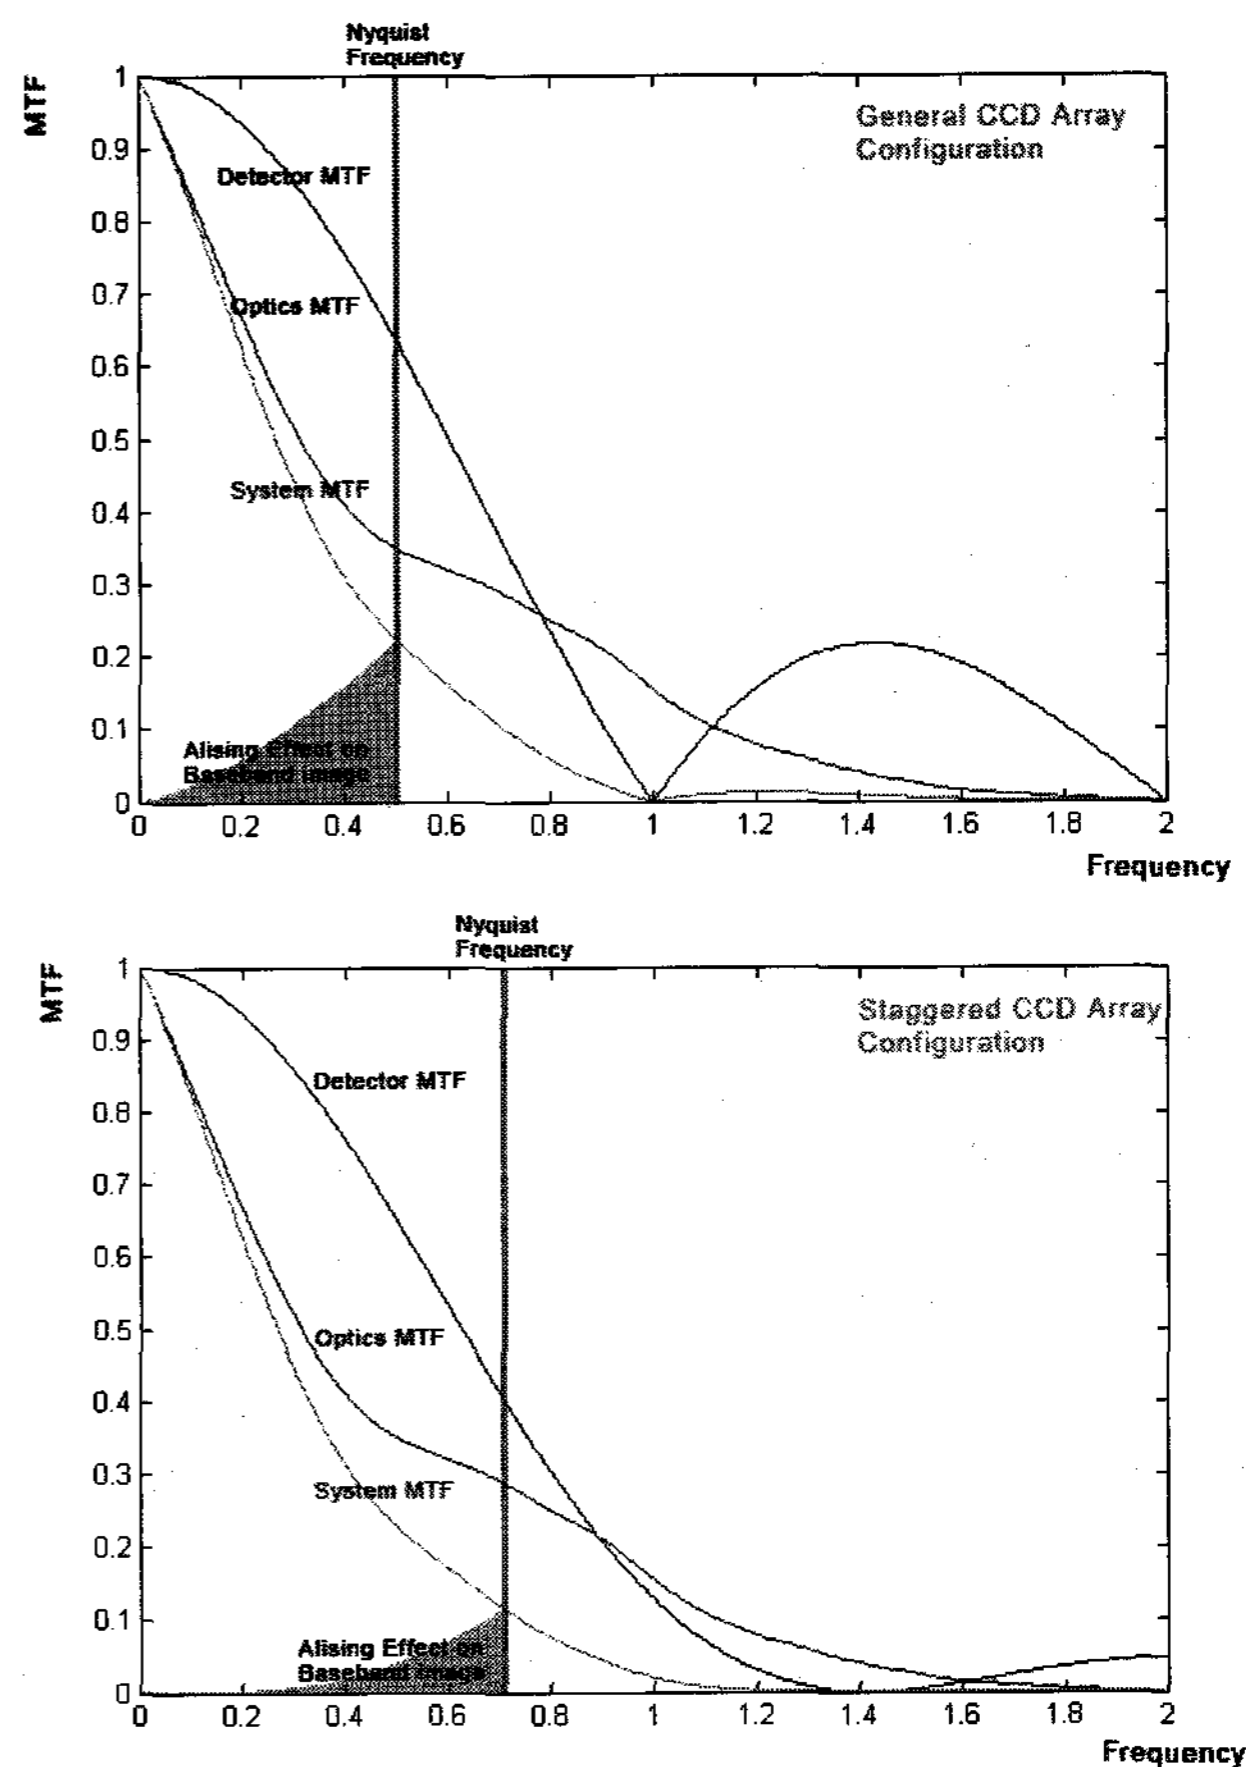 Nyquist
Frequency
MTF
General CCD Array
Configuration
Detector MTF
Optics MTF
System MTF
Alising Effect on
Baseband image
1
0.9
0.8
0.7
0.6
0.5
0.4
0.3
0.2
0.1
0
0 0.2 0.4 0.6 0.8 1 1.2 1.4 1.6 1.8 2
Frequency
Nyquist
Frequency
MTF
Staggered CCD Array
Configuration
Detector MTF
Optics MTF
System MTF
Alising Effect on
Baseband image
1
0.9
0.8
0.7
0.6
0.5
0.4
0.3
0.2
0.1
0
0 0.2 0.4 0.6 0.8 1 1.2 1.4 1.6 1.8 2
Frequency